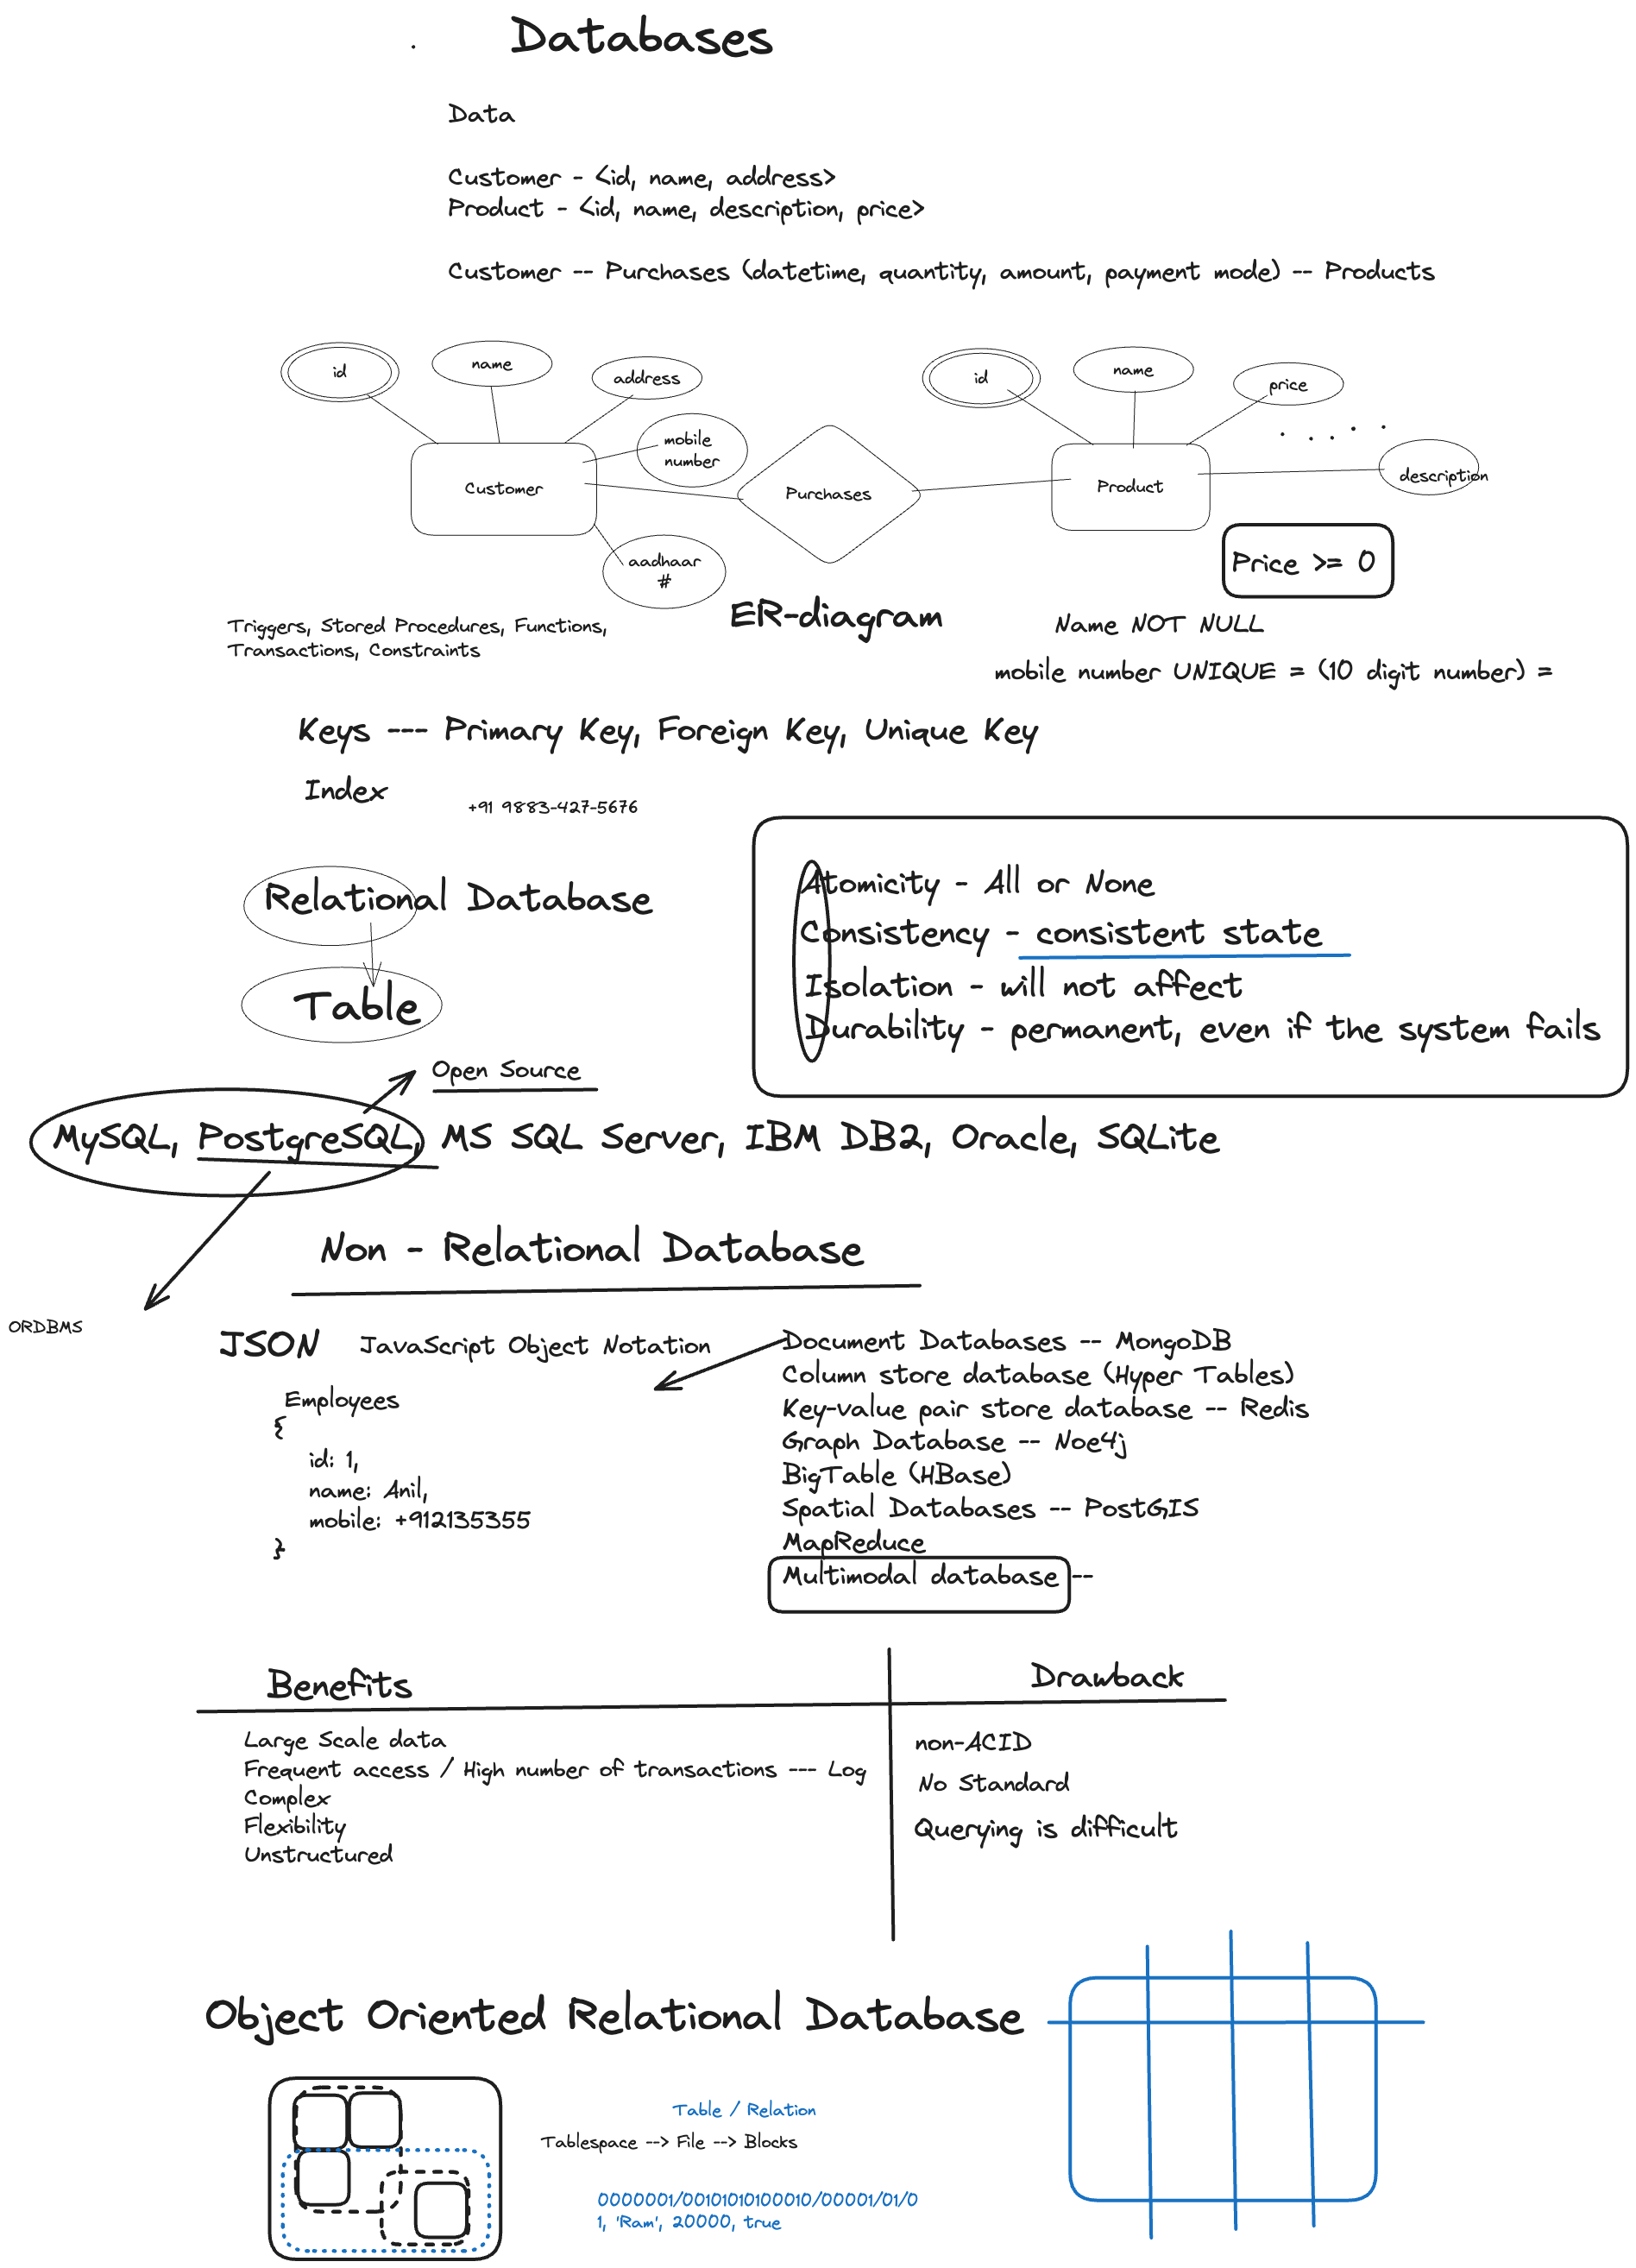 Databases
Data
Customer - <id, name, address>
Product - <id, name, description, price>
Customer -- Purchases (datetime, quantity, amount, payment mode) -- Products
id
name
address
mobile
number
Customer
aadhaar
#
Purchases
id
name
price
Product
description
Price >= 0
ER-diagram
Triggers, Stored Procedures, Functions,
Transactions, Constraints
Name NOT NULL
mobile number UNIQUE = (10 digit number) =
Keys --- Primary Key, Foreign Key, Unique Key
Index
+91 9883-427-5676
Relational Database
Table
Atomicity - All or None
Consistency - consistent state
Isolation - will not affect
Durability - permanent, even if the system fails
Open Source
MySQL, PostgreSQL, MS SQL Server, IBM DB2, Oracle, SQLite
Non - Relational Database
ORDBMS
JSON JavaScript Object Notation
Employees
{
id: 1,
name: Anil,
mobile: +912135355
}
Document Databases -- MongoDB
Column store database (Hyper Tables)
Key-value pair store database -- Redis
Graph Database -- Noe4j
BigTable (HBase)
Spatial Databases -- PostGIS
MapReduce
Multimodal database --
Benefits
Large Scale data
Frequent access / High number of transactions --- Log
Complex
Flexibility
Unstructured
Drawback
non-ACID
No Standard
Querying is difficult
Object Oriented Relational Database
Table / Relation
Tablespace --> File --> Blocks
0000001/00101010100010/00001/01/0
1, 'Ram', 20000, true